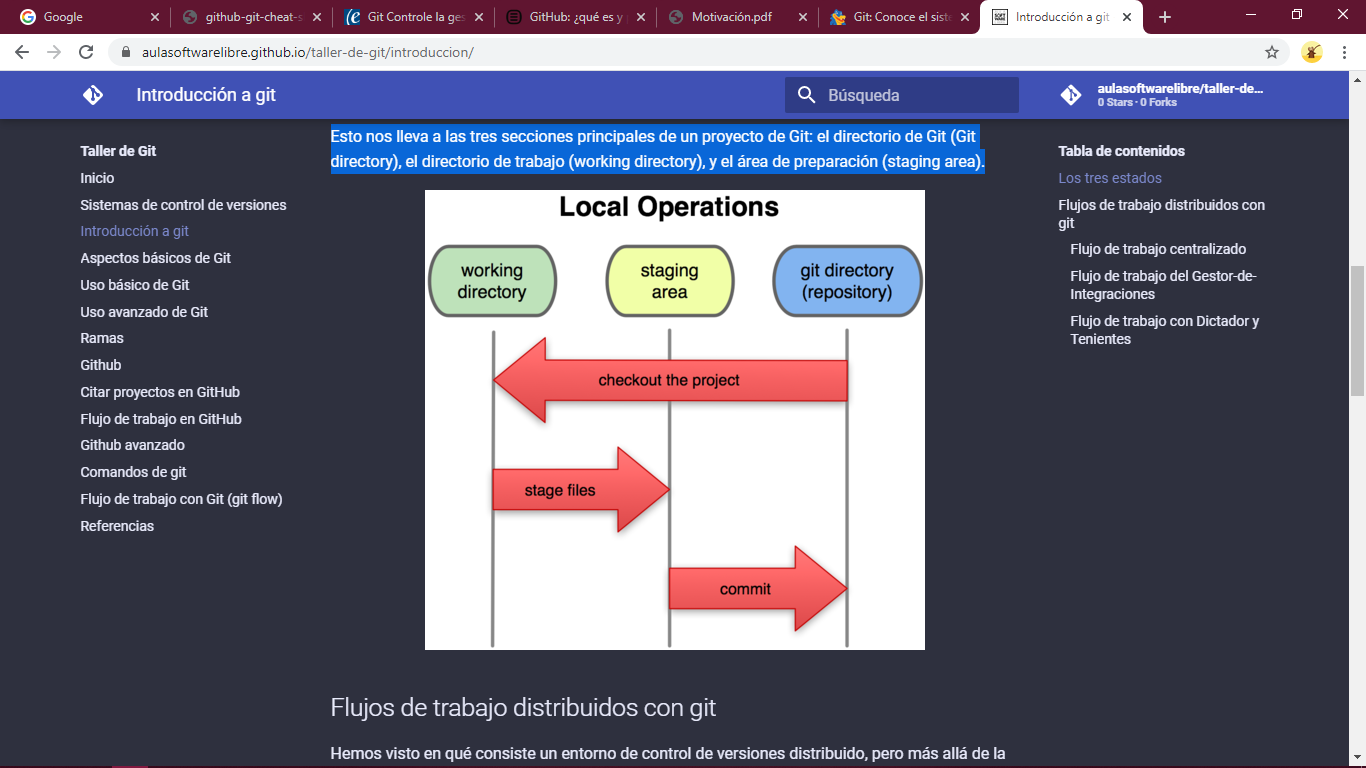 Google
github-git-cheat-s
Git Controle la ges
GitHub: ¿qué es y
Motivación.pdf
Git: Conoce el siste
Introducción a git
aulasoftwarelibre.github.io/taller-de-git/introduccion/
Introducción a git
Búsqueda
aulasoftwarelibre/taller-de…
0 Stars · 0 Forks
Taller de Git
Inicio
Sistemas de control de versiones
Introducción a git
Aspectos básicos de Git
Uso básico de Git
Uso avanzado de Git
Ramas
Github
Citar proyectos en GitHub
Flujo de trabajo en GitHub
Github avanzado
Comandos de git
Flujo de trabajo con Git (git flow)
Referencias
Esto nos lleva a las tres secciones principales de un proyecto de Git: el directorio de Git (Git
directory), el directorio de trabajo (working directory), y el área de preparación (staging area).
Local Operations
working
directory
staging
area
git directory
(repository)
checkout the project
stage files
commit
Flujos de trabajo distribuidos con git
Hemos visto en qué consiste un entorno de control de versiones distribuido, pero más allá de la
Tabla de contenidos
Los tres estados
Flujos de trabajo distribuidos con
git
Flujo de trabajo centralizado
Flujo de trabajo del Gestor-de-
Integraciones
Flujo de trabajo con Dictador y
Tenientes